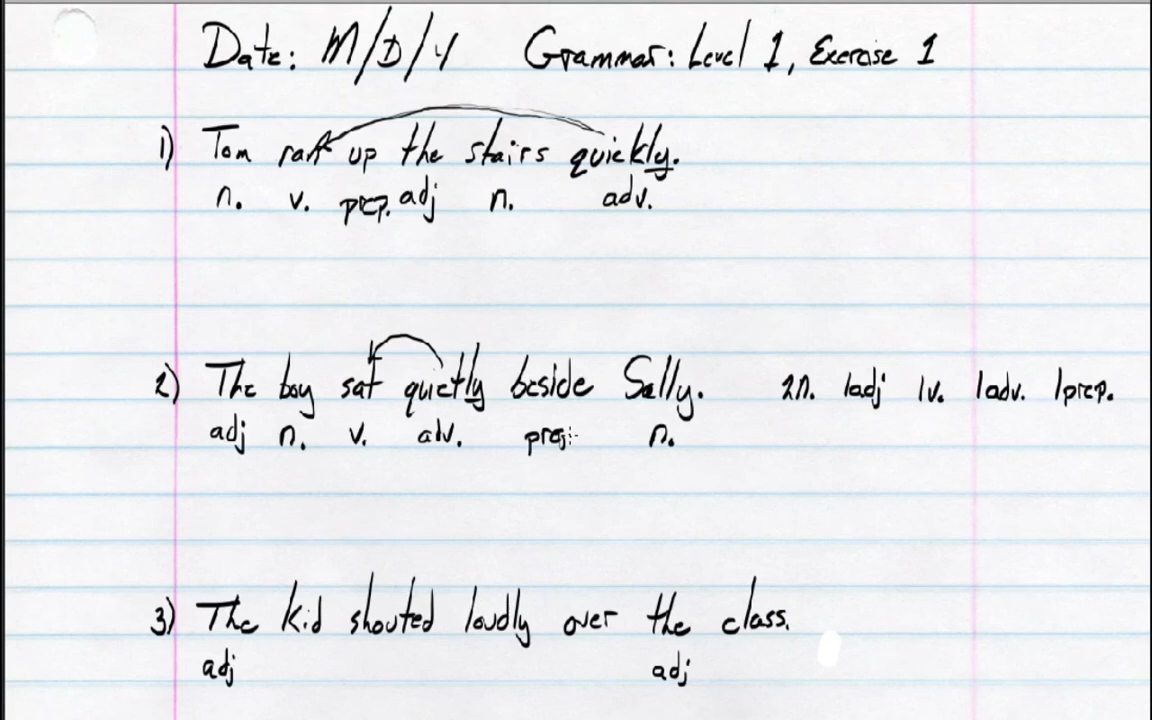 Date: M/D/Y Grammar: Level 1, Exercise 1
1) Tom ran up the stairs quickly.
n. v. prep. adj n. adv.
2) The boy sat quietly beside Sally. 2n. 1adj 1v. 1adv. 1prep.
adj n. v. adv. prep. n.
3) The kid shouted loudly over the class.
adj adj